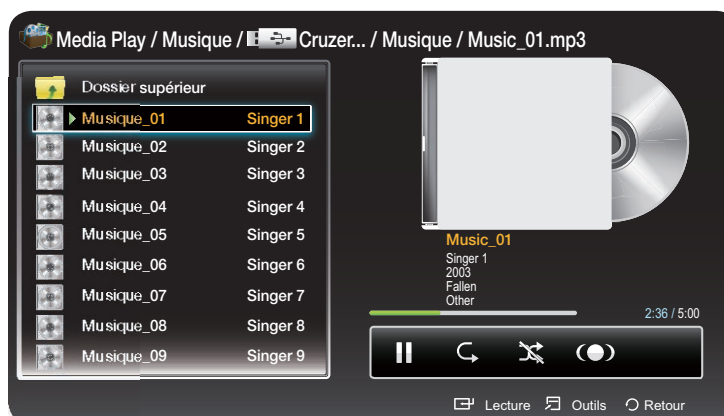 Media Play / Musique / Cruzer... / Musique / Music_01.mp3
Dossier supérieur
Musique_01 Singer 1
Musique_02 Singer 2
Musique_03 Singer 3
Musique_04 Singer 4
Musique_05 Singer 5
Musique_06 Singer 6
Musique_07 Singer 7
Musique_08 Singer 8
Musique_09 Singer 9
Music_01
Singer 1
2003
Fallen
Other
2:36 / 5:00
Lecture Outils Retour